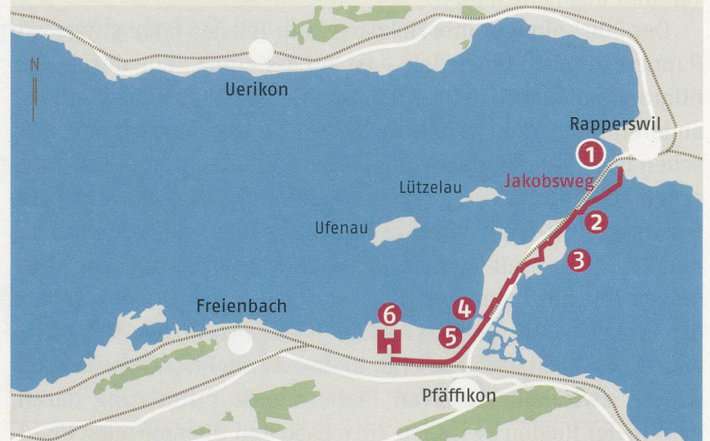 N
Uerikon
Rapperswil
1
Jakobsweg
Lützelau
2
Ufenau
3
Freienbach
6
4
5
Pfäffikon